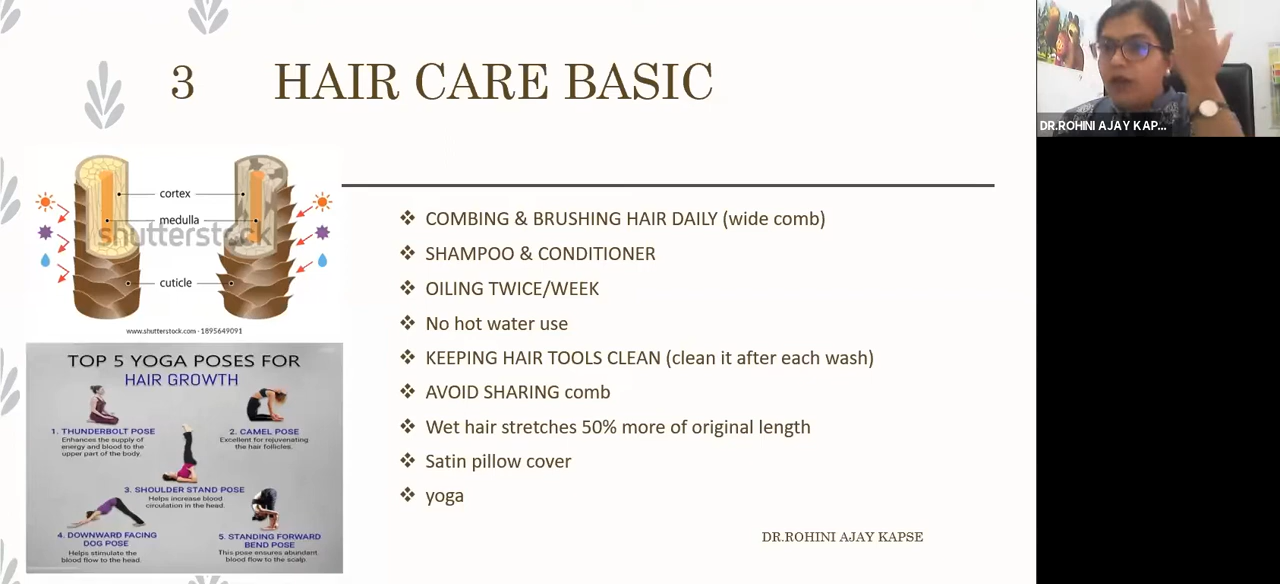 3 HAIR CARE BASIC
cortex
medulla
shutterstock
cuticle
www.shutterstock.com · 1895649091
❖ COMBING & BRUSHING HAIR DAILY (wide comb)
❖ SHAMPOO & CONDITIONER
❖ OILING TWICE/WEEK
❖ No hot water use
❖ KEEPING HAIR TOOLS CLEAN (clean it after each wash)
❖ AVOID SHARING comb
❖ Wet hair stretches 50% more of original length
❖ Satin pillow cover
❖ yoga
TOP 5 YOGA POSES FOR
HAIR GROWTH
1. THUNDERBOLT POSE
Enhances the supply of
energy and blood to the
upper part of the body.
2. CAMEL POSE
Excellent for rejuvenating
the hair follicles.
3. SHOULDER STAND POSE
Helps increase blood
circulation in the head.
4. DOWNWARD FACING
DOG POSE
Helps stimulate the
blood flow to the head.
5. STANDING FORWARD
BEND POSE
This pose ensures abundant
blood flow to the scalp
DR.ROHINI AJAY KAPSE
DR.ROHINI AJAY KAP...